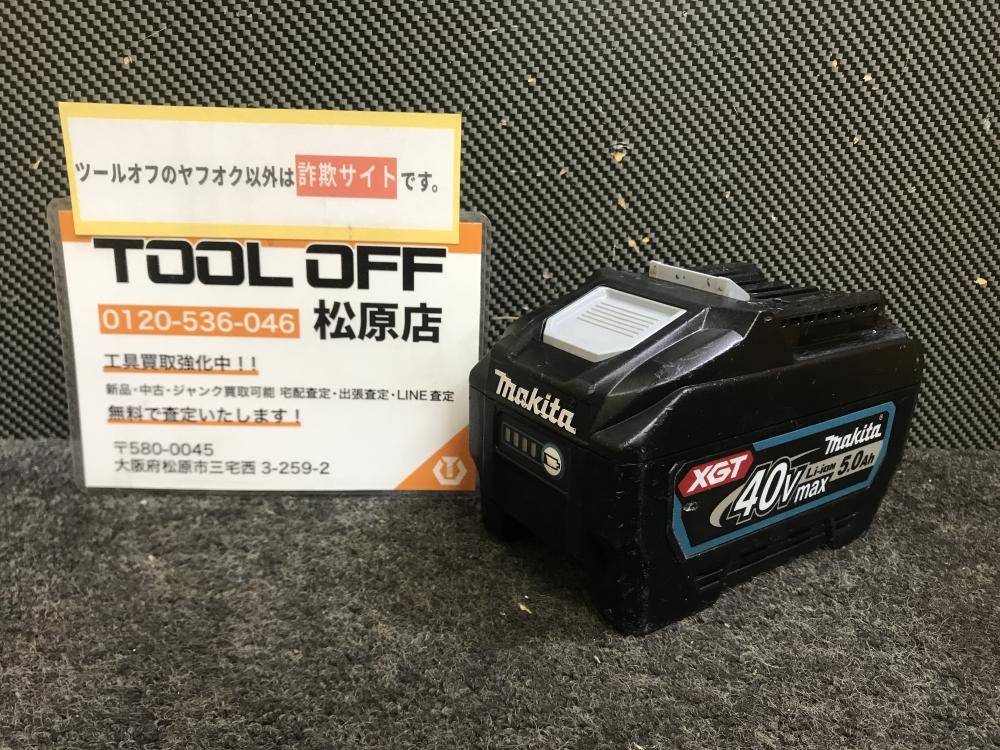 ツールオフのヤフオク以外は詐欺サイトです。
TOOL OFF
0120-536-046 松原店
工具買取強化中!!
新品・中古・ジャンク買取可能 宅配査定・出張査定・LINE査定
無料で査定いたします!
〒580-0045
大阪府松原市三宅西 3-259-2
makita
makita®
XGT 40Vmax Li-ion 5.0Ah